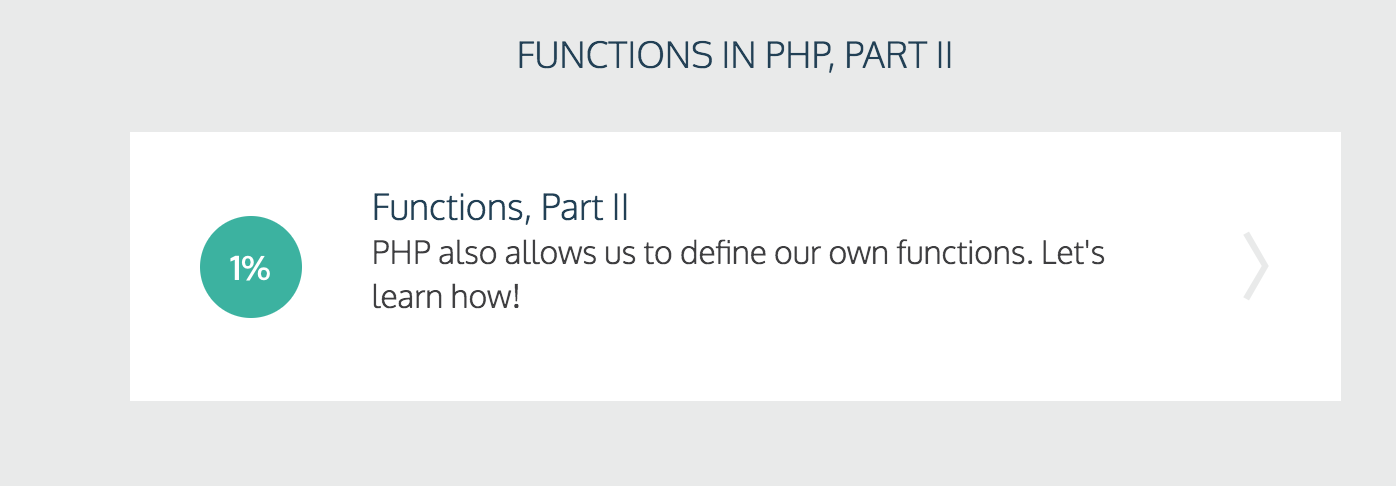 FUNCTIONS IN PHP, PART II
Functions, Part II
1%
PHP also allows us to define our own functions. Let's
learn how!